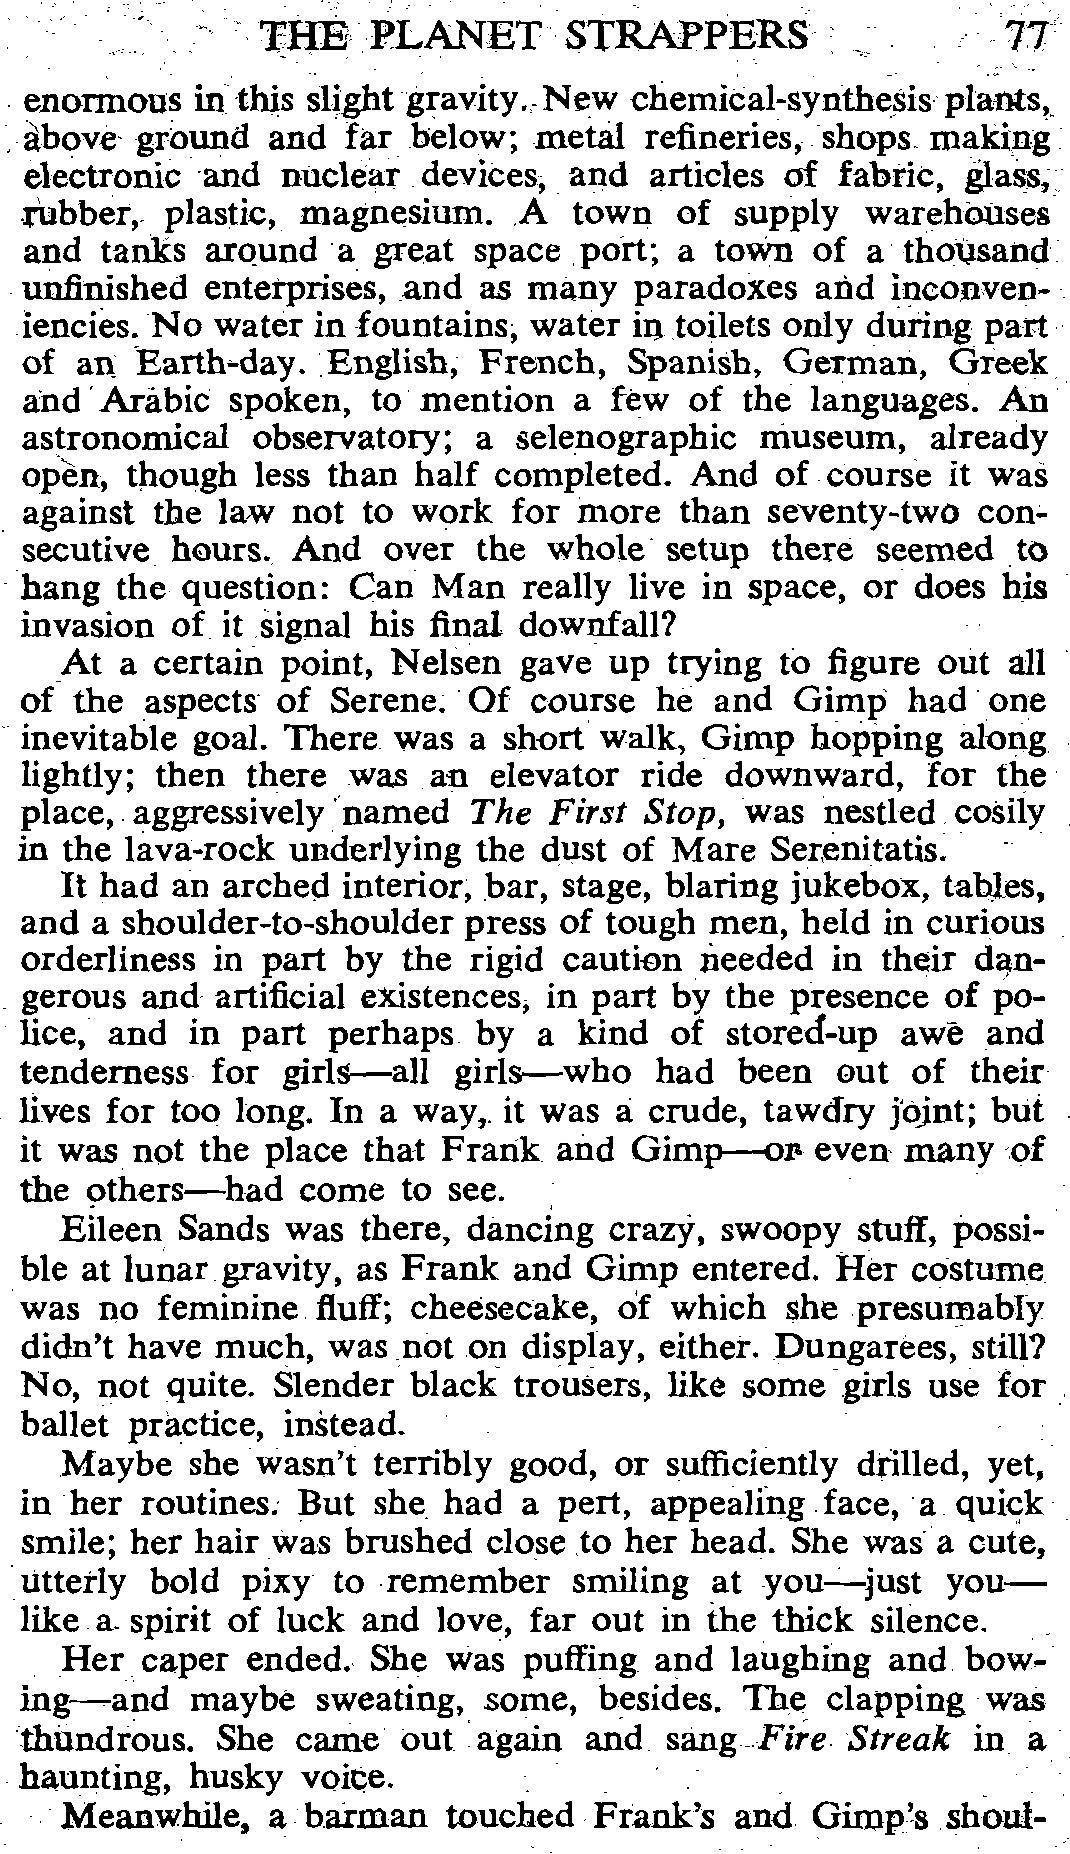 THE PLANET STRAPPERS 77
enormous in this slight gravity. New chemical-synthesis plants,
above ground and far below; metal refineries, shops making
electronic and nuclear devices, and articles of fabric, glass,
rubber, plastic, magnesium. A town of supply warehouses
and tanks around a great space port; a town of a thousand
unfinished enterprises, and as many paradoxes and inconven-
iencies. No water in fountains, water in toilets only during part
of an Earth-day. English, French, Spanish, German, Greek
and Arabic spoken, to mention a few of the languages. An
astronomical observatory; a selenographic museum, already
open, though less than half completed. And of course it was
against the law not to work for more than seventy-two con-
secutive hours. And over the whole setup there seemed to
hang the question: Can Man really live in space, or does his
invasion of it signal his final downfall?
At a certain point, Nelsen gave up trying to figure out all
of the aspects of Serene. Of course he and Gimp had one
inevitable goal. There was a short walk, Gimp hopping along
lightly; then there was an elevator ride downward, for the
place, aggressively named The First Stop, was nestled cosily
in the lava-rock underlying the dust of Mare Serenitatis.
It had an arched interior, bar, stage, blaring jukebox, tables,
and a shoulder-to-shoulder press of tough men, held in curious
orderliness in part by the rigid caution needed in their dan-
gerous and artificial existences, in part by the presence of po-
lice, and in part perhaps by a kind of stored-up awe and
tenderness for girls—all girls—who had been out of their
lives for too long. In a way, it was a crude, tawdry joint; but
it was not the place that Frank and Gimp—or even many of
the others—had come to see.
Eileen Sands was there, dancing crazy, swoopy stuff, possi-
ble at lunar gravity, as Frank and Gimp entered. Her costume
was no feminine fluff; cheesecake, of which she presumably
didn't have much, was not on display, either. Dungarees, still?
No, not quite. Slender black trousers, like some girls use for
ballet practice, instead.
Maybe she wasn't terribly good, or sufficiently drilled, yet,
in her routines. But she had a pert, appealing face, a quick
smile; her hair was brushed close to her head. She was a cute,
utterly bold pixy to remember smiling at you—just you—
like a spirit of luck and love, far out in the thick silence.
Her caper ended. She was puffing and laughing and bow-
ing—and maybe sweating, some, besides. The clapping was
thundrous. She came out again and sang Fire Streak in a
haunting, husky voice.
Meanwhile, a barman touched Frank's and Gimp's shoul-